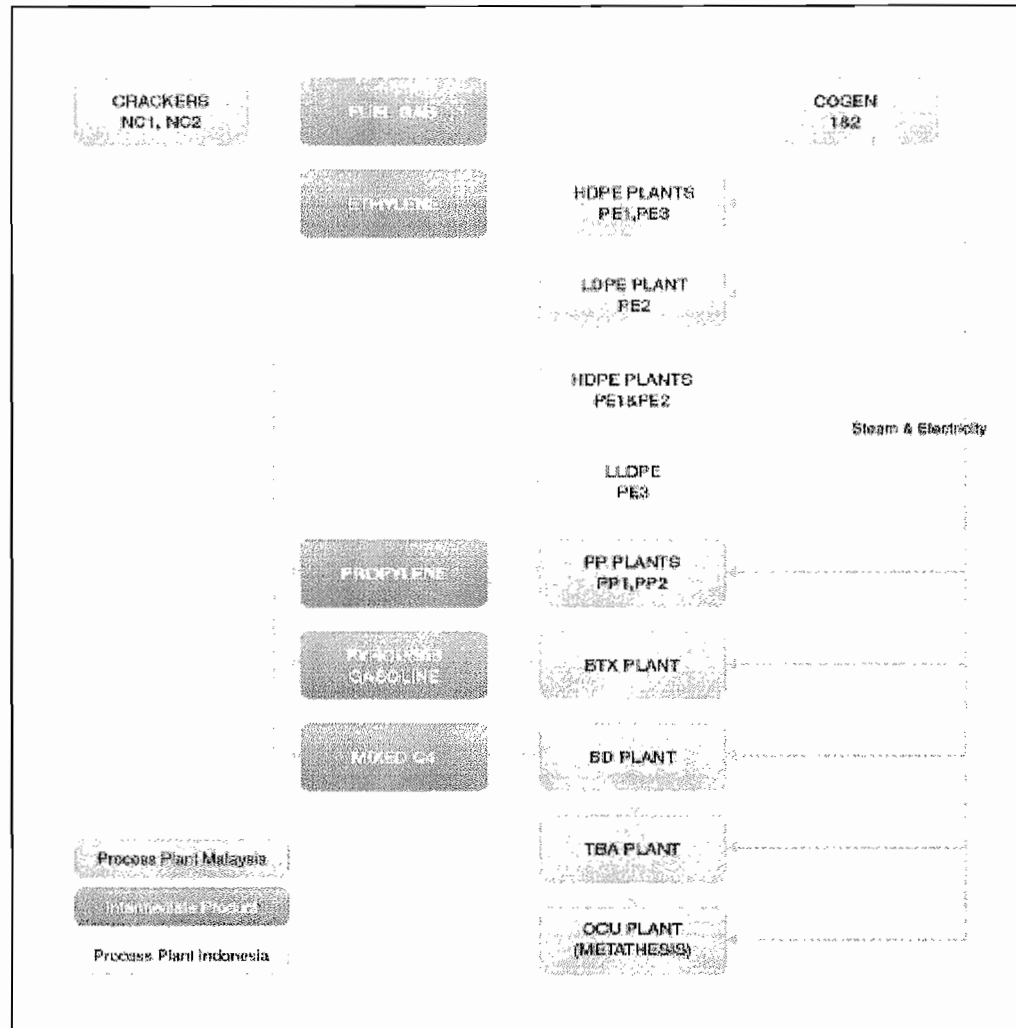 CRACKERS
NC1, NC2
FUEL GAS
COGEN
1&2
ETHYLENE
HDPE PLANTS
PE1,PE3
LDPE PLANT
PE2
HDPE PLANTS
PE1&PE2
Steam & Electricity
LLDPE
PE3
PROPYLENE
PP PLANTS
PP1,PP2
PYROLYSIS
GASOLINE
BTX PLANT
MIXED C4
BD PLANT
TBA PLANT
OCU PLANT
(METATHESIS)
Process Plant Malaysia
Intermediate Product
Process Plant Indonesia